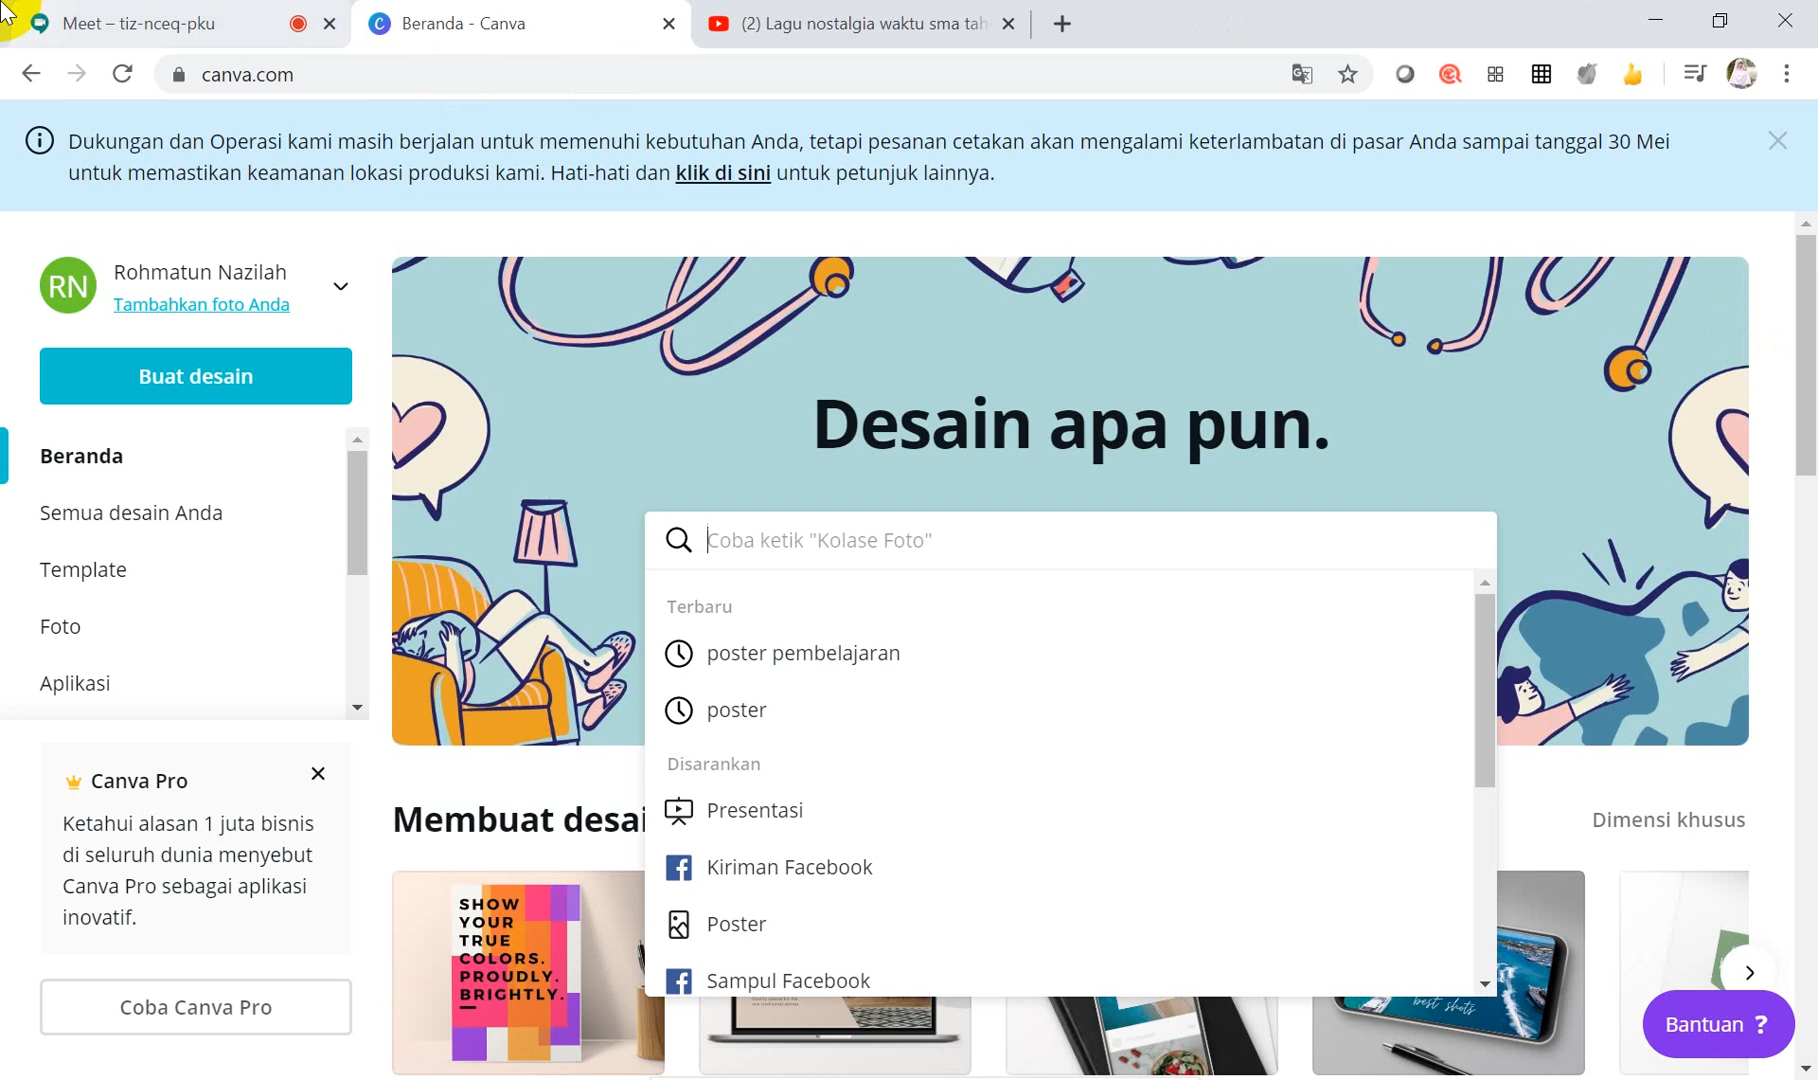 Meet – tiz-nceq-pku
Beranda - Canva
(2) Lagu nostalgia waktu sma tah
canva.com
Dukungan dan Operasi kami masih berjalan untuk memenuhi kebutuhan Anda, tetapi pesanan cetakan akan mengalami keterlambatan di pasar Anda sampai tanggal 30 Mei
untuk memastikan keamanan lokasi produksi kami. Hati-hati dan klik di sini untuk petunjuk lainnya.
RN
Rohmatun Nazilah
Tambahkan foto Anda
Buat desain
Beranda
Semua desain Anda
Template
Foto
Aplikasi
Canva Pro
Ketahui alasan 1 juta bisnis
di seluruh dunia menyebut
Canva Pro sebagai aplikasi
inovatif.
Coba Canva Pro
Desain apa pun.
Coba ketik "Kolase Foto"
Terbaru
poster pembelajaran
poster
Disarankan
Presentasi
Kiriman Facebook
Poster
Sampul Facebook
Membuat desai
Dimensi khusus
SHOW
YOUR
TRUE
COLORS.
PROUDLY.
BRIGHTLY.
best shots
Bantuan ?